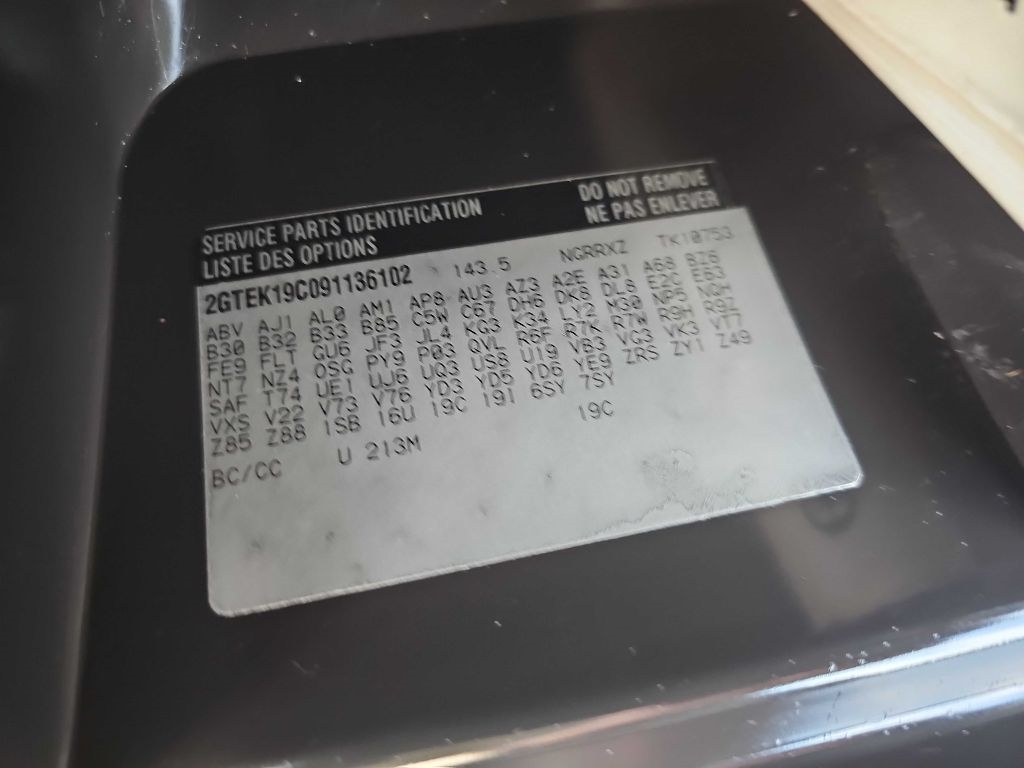 SERVICE PARTS IDENTIFICATION DO NOT REMOVE
LISTE DES OPTIONS NE PAS ENLEVER
2GTEK19C091136102 143.5 NGRRXZ TK10753
ABV AJ1 AL0 AM1 AP8 AU3 AZ3 A2E A31 A68 BZ6
B30 B32 B33 B85 C5W C67 DH6 DK6 DL8 E2C E63
FE9 FLT GU6 JF3 JL4 KG3 K34 LY2 M30 NP5 NQH
NT7 NZ4 OSG PY9 P03 QVL R6F R7K R7W R9H R9Z
SAF T74 UE1 UJ6 UQ3 US8 U19 VB3 VG3 VK3 VT7
VXS V22 V73 V76 YD3 YD5 YD6 YE9 ZRS ZY1 Z49
Z85 Z88 1SB 16U 19C 19I 6SY 7SY
BC/CC U 213M 19C